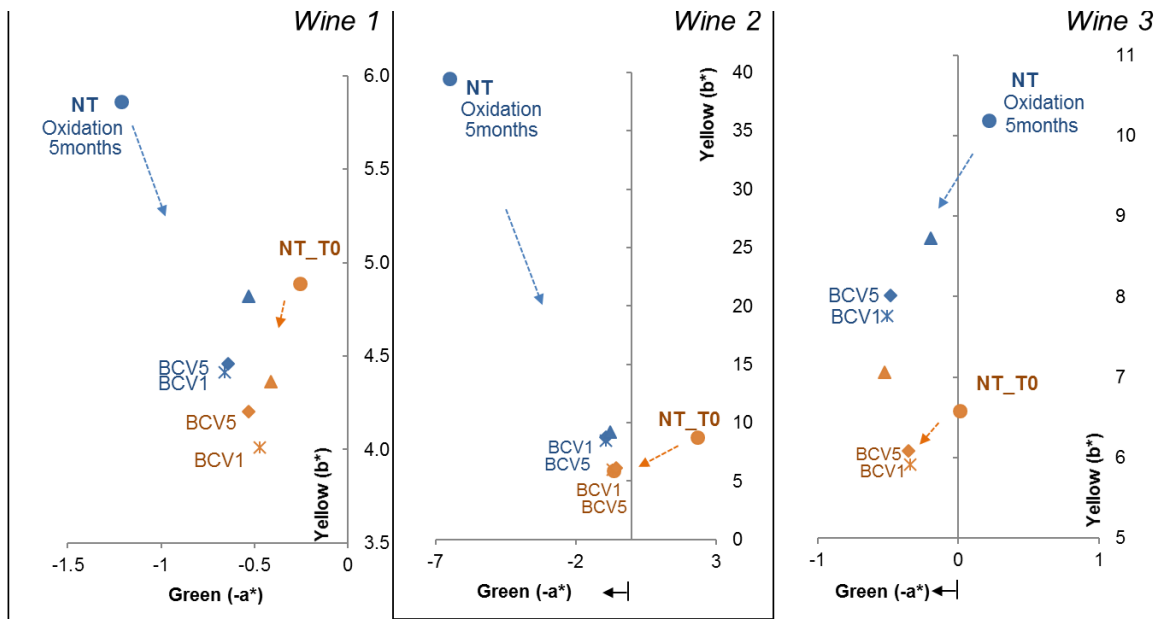 Wine 1
6.0
5.5
5.0
4.5
4.0
3.5
NT
Oxidation
5months
NT_T0
BCV5
BCV1
BCV5
BCV1
Yellow (b*)
-1.5
-1
-0.5
0
Green (-a*)
Wine 2
40
35
30
25
20
15
10
5
0
Yellow (b*)
NT
Oxidation
5months
NT_T0
BCV1
BCV5
BCV1
BCV5
-7
-2
3
Green (-a*)
Wine 3
11
10
9
8
7
6
5
NT
Oxidation
5months
BCV5
BCV1
NT_T0
BCV5
BCV1
Yellow (b*)
-1
0
1
Green (-a*)